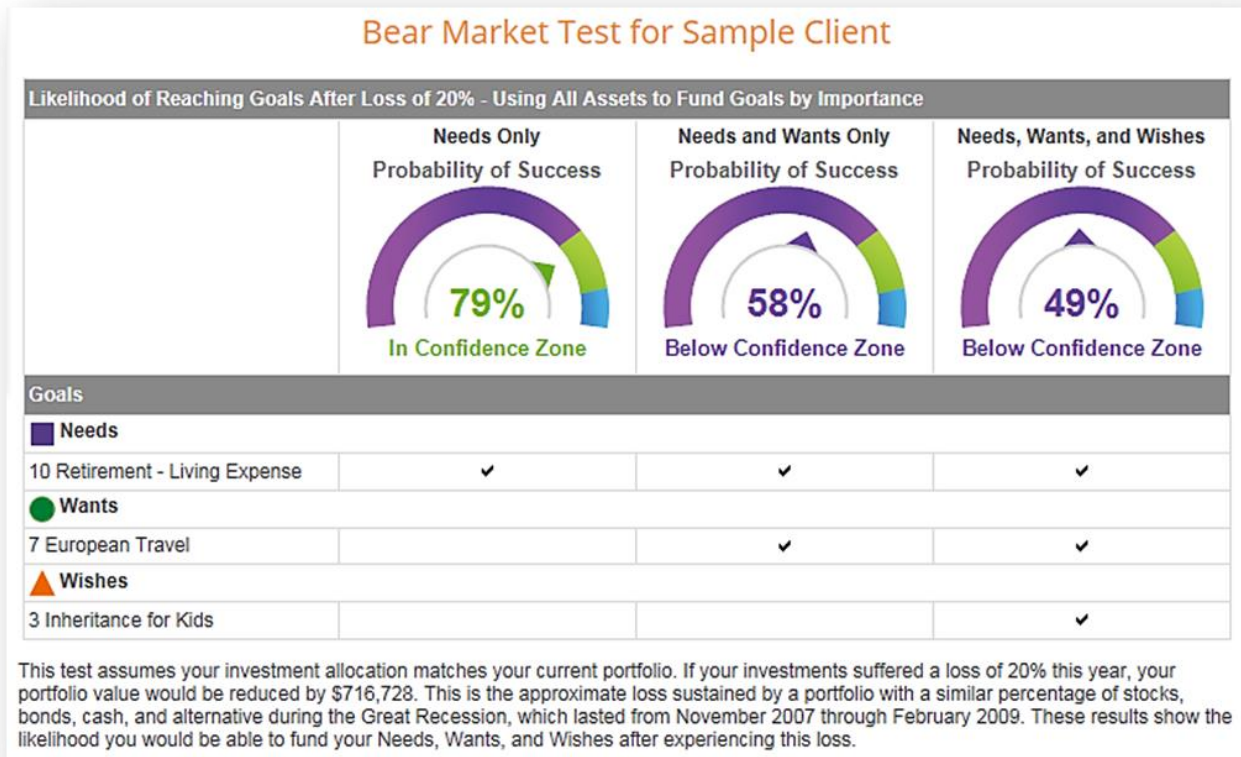 Bear Market Test for Sample Client
Likelihood of Reaching Goals After Loss of 20% - Using All Assets to Fund Goals by Importance
Needs Only
Probability of Success
79%
In Confidence Zone
Needs and Wants Only
Probability of Success
58%
Below Confidence Zone
Needs, Wants, and Wishes
Probability of Success
49%
Below Confidence Zone
Goals
Needs
10 Retirement - Living Expense
Wants
7 European Travel
Wishes
3 Inheritance for Kids
This test assumes your investment allocation matches your current portfolio. If your investments suffered a loss of 20% this year, your
portfolio value would be reduced by $716,728. This is the approximate loss sustained by a portfolio with a similar percentage of stocks,
bonds, cash, and alternative during the Great Recession, which lasted from November 2007 through February 2009. These results show the
likelihood you would be able to fund your Needs, Wants, and Wishes after experiencing this loss.